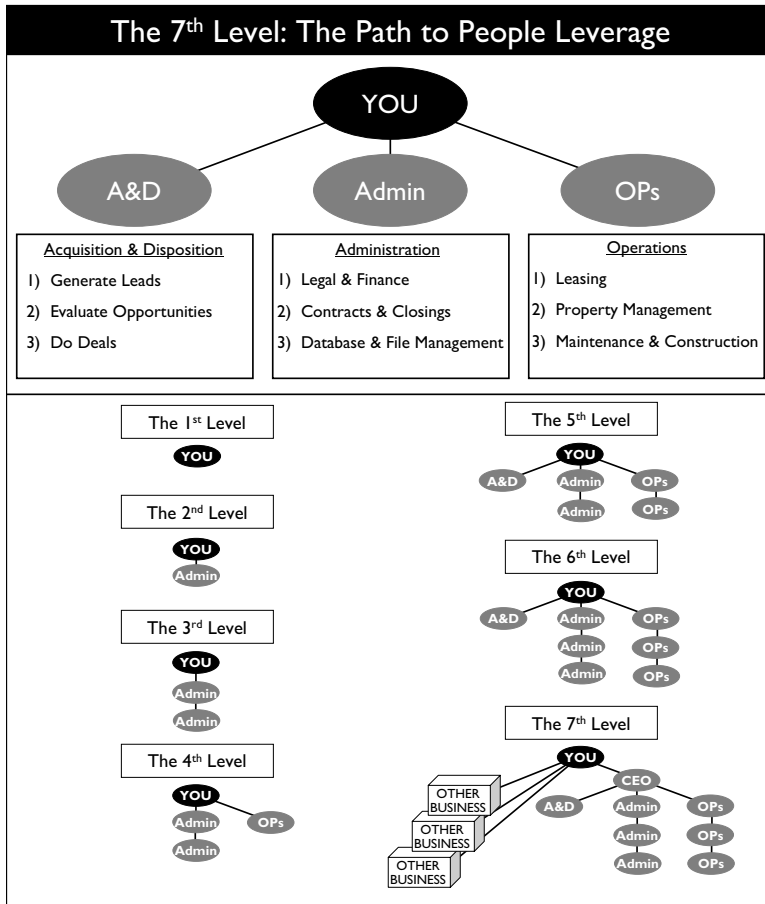 The 7th Level: The Path to People Leverage
YOU
A&D
Admin
OPs
Acquisition & Disposition
1) Generate Leads
2) Evaluate Opportunities
3) Do Deals
Administration
1) Legal & Finance
2) Contracts & Closings
3) Database & File Management
Operations
1) Leasing
2) Property Management
3) Maintenance & Construction
The 1st Level
YOU
The 2nd Level
YOU
Admin
The 3rd Level
YOU
Admin
Admin
The 4th Level
YOU
Admin
OPs
Admin
The 5th Level
YOU
A&D
Admin
OPs
Admin
OPs
The 6th Level
YOU
A&D
Admin
OPs
Admin
OPs
Admin
OPs
The 7th Level
YOU
CEO
OTHER
BUSINESS
A&D
Admin
OPs
OTHER
BUSINESS
Admin
OPs
OTHER
BUSINESS
Admin
OPs